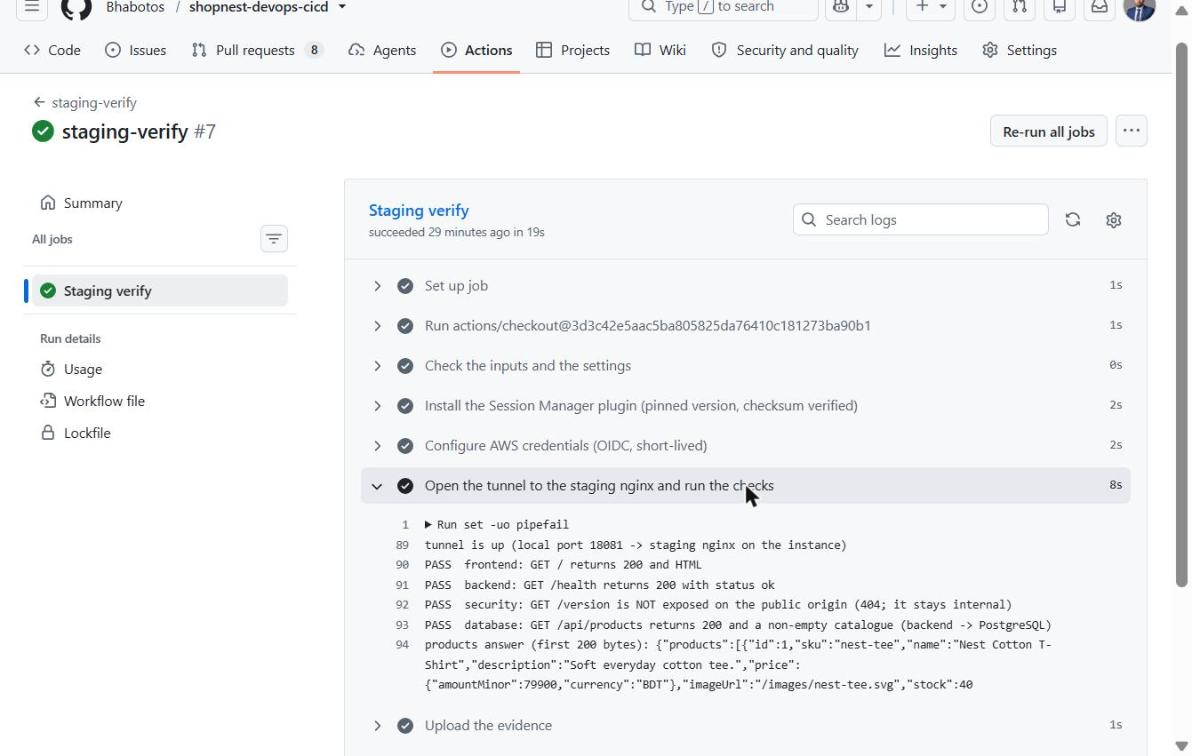 Bhabotos / shopnest-devops-cicd
Type / to search
Code
Issues
Pull requests 8
Agents
Actions
Projects
Wiki
Security and quality
Insights
Settings
staging-verify
staging-verify #7
Re-run all jobs
Summary
All jobs
Staging verify
Run details
Usage
Workflow file
Lockfile
Staging verify
succeeded 29 minutes ago in 19s
Search logs
Set up job 1s
Run actions/checkout@3d3c42e5aac5ba805825da76410c181273ba90b1 1s
Check the inputs and the settings 0s
Install the Session Manager plugin (pinned version, checksum verified) 2s
Configure AWS credentials (OIDC, short-lived) 2s
Open the tunnel to the staging nginx and run the checks 8s
1 Run set -uo pipefail
89 tunnel is up (local port 18081 -> staging nginx on the instance)
90 PASS frontend: GET / returns 200 and HTML
91 PASS backend: GET /health returns 200 with status ok
92 PASS security: GET /version is NOT exposed on the public origin (404; it stays internal)
93 PASS database: GET /api/products returns 200 and a non-empty catalogue (backend -> PostgreSQL)
94 products answer (first 200 bytes): {"products":[{"id":1,"sku":"nest-tee","name":"Nest Cotton T-
Shirt","description":"Soft everyday cotton tee.","price":
{"amountMinor":79900,"currency":"BDT"},"imageUrl":"/images/nest-tee.svg","stock":40
Upload the evidence 1s